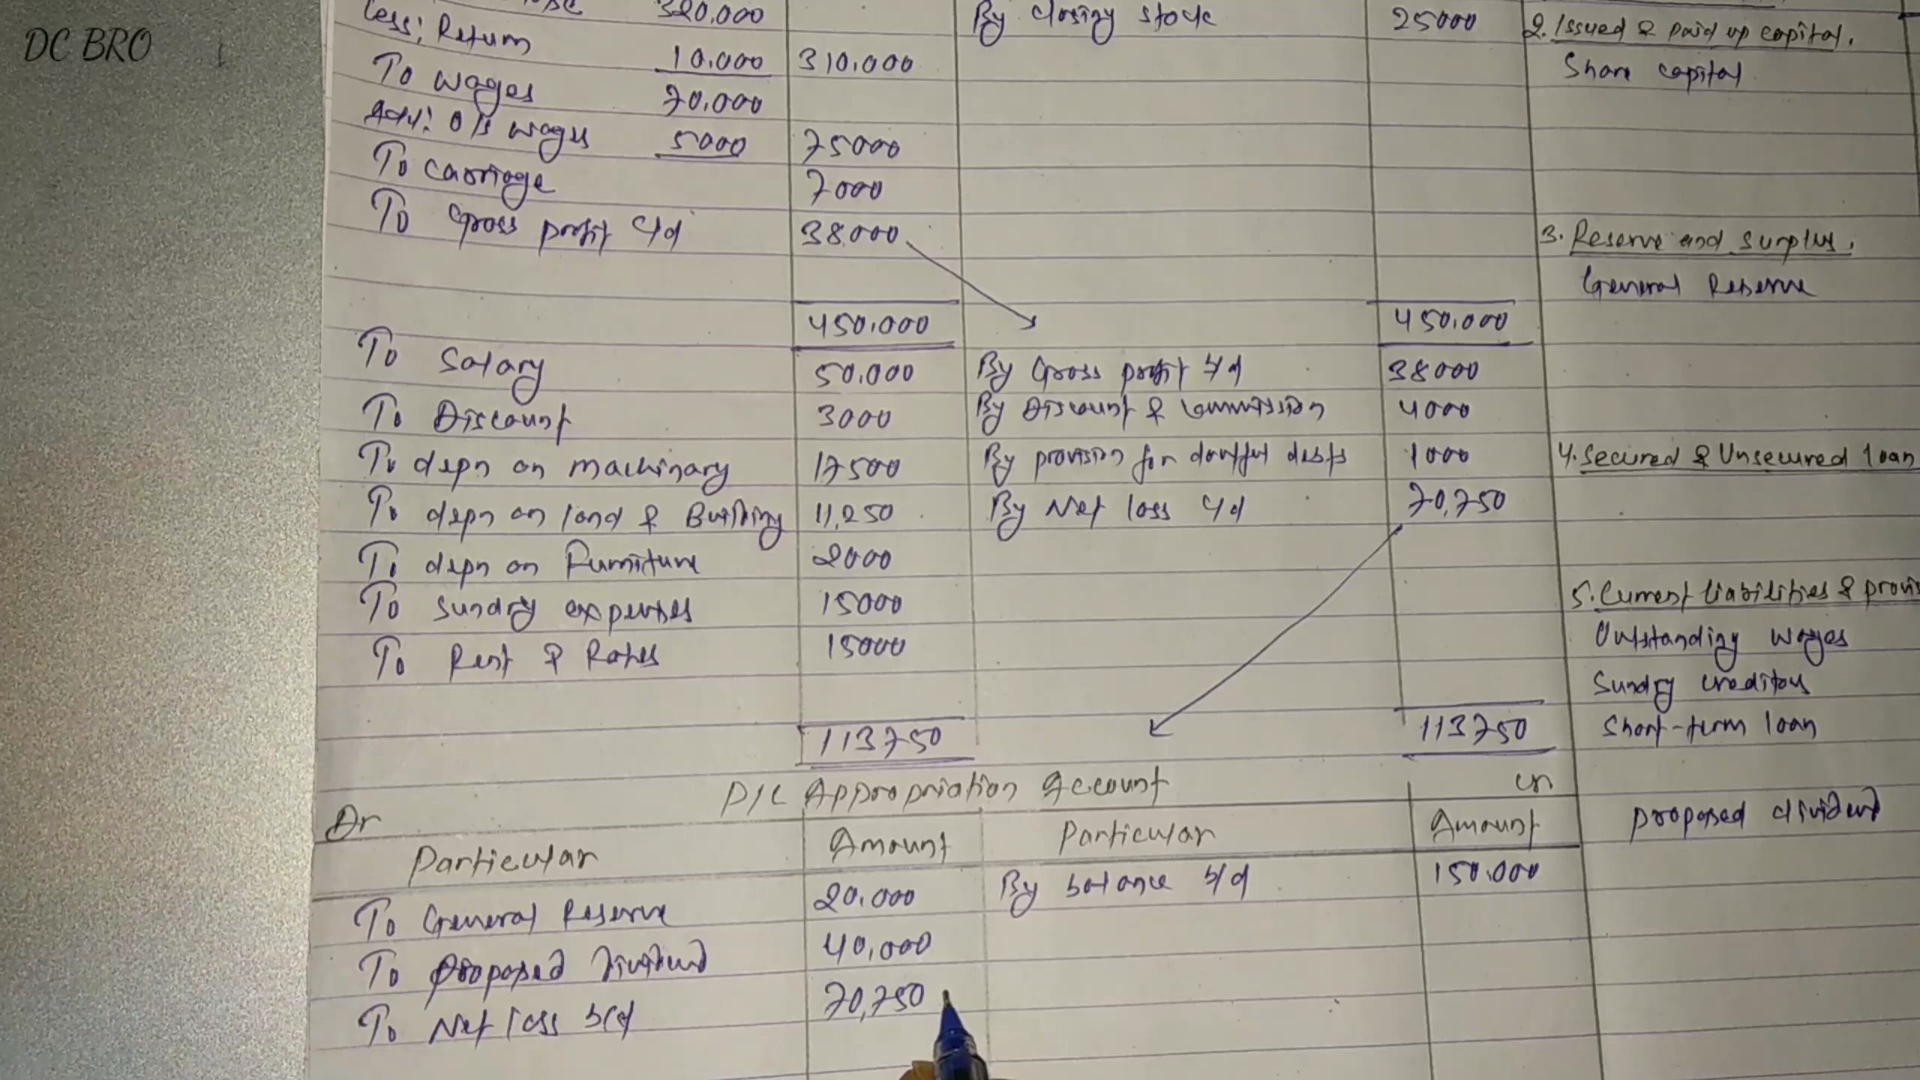 DC BRO
320,000 By closing stock 25000
Less: Return 10,000 310,000
To wages 70,000
Add: O/s wages 5000 75000
To carriage 7000
To Gross profit c/d 38,000
450,000 450,000
To Salary 50,000 By Gross profit b/d 38000
To Discount 3000 By Discount & commission 4000
To depn on machinary 17500 By provision for doutful debts 1000
To depn on land & Building 11,250 By Net loss c/d 70,750
To depn on Furniture 2000
To Sundry expenses 15000
To Rent & Rates 15000
113750 113750
P/L Appropriation Account
Dr Cr
Particular Amount Particular Amount
To General Reserve 20,000 By balance b/d 150,000
To proposed Dividend 40,000
To Net loss b/d 70,750
2. Issued & paid up capital.
Share capital
3. Reserve and surplus.
General Reserve
4. Secured & Unsecured loan
5. Current liabilities & provis
Outstanding wages
Sundry creditors
Short-term loan
proposed dividend